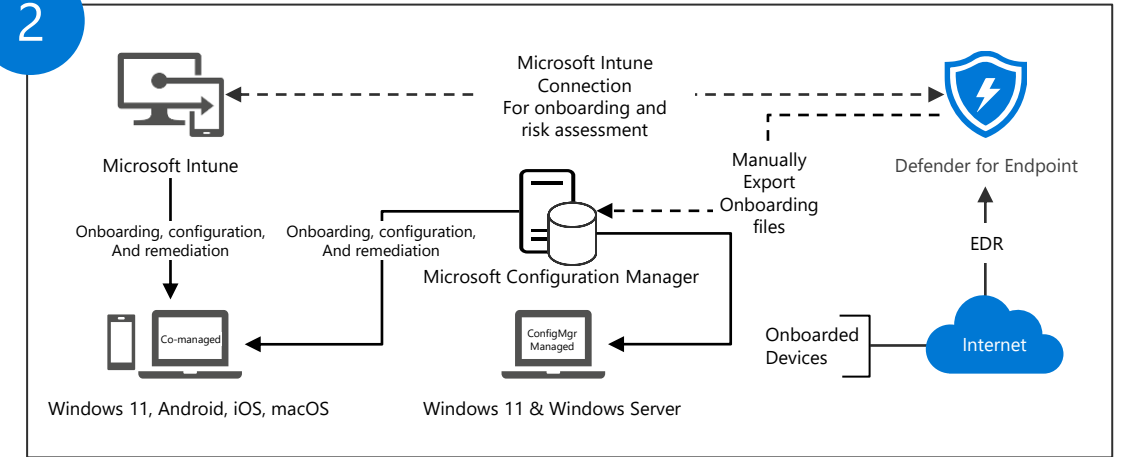 2
Microsoft Intune
Connection
For onboarding and
risk assessment
Microsoft Intune
Manually
Export
Onboarding
files
Defender for Endpoint
Onboarding, configuration,
And remediation
Onboarding, configuration,
And remediation
Microsoft Configuration Manager
EDR
Co-managed
ConfigMgr
Managed
Onboarded
Devices
Internet
Windows 11, Android, iOS, macOS
Windows 11 & Windows Server